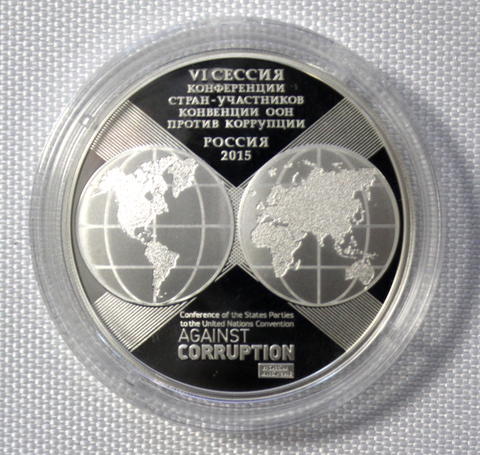 VI СЕССИЯ
КОНФЕРЕНЦИИ
СТРАН-УЧАСТНИКОВ
КОНВЕНЦИИ ООН
ПРОТИВ КОРРУПЦИИ
РОССИЯ
2015
Conference of the States Parties
to the United Nations Convention
AGAINST
CORRUPTION